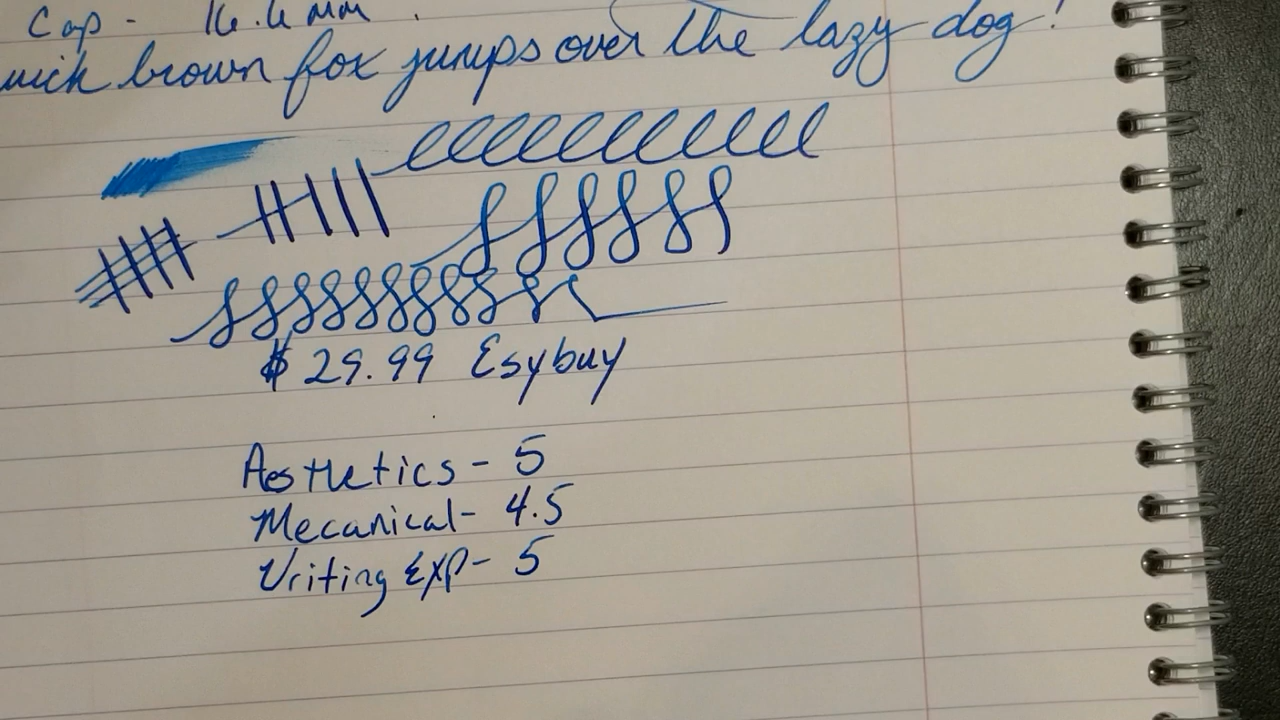 Cap - 16.6 mm .
uick brown fox jumps over the lazy dog!
$ 29.99 Esybuy
Aesthetics - 5
Mecanical - 4.5
Writing Exp - 5